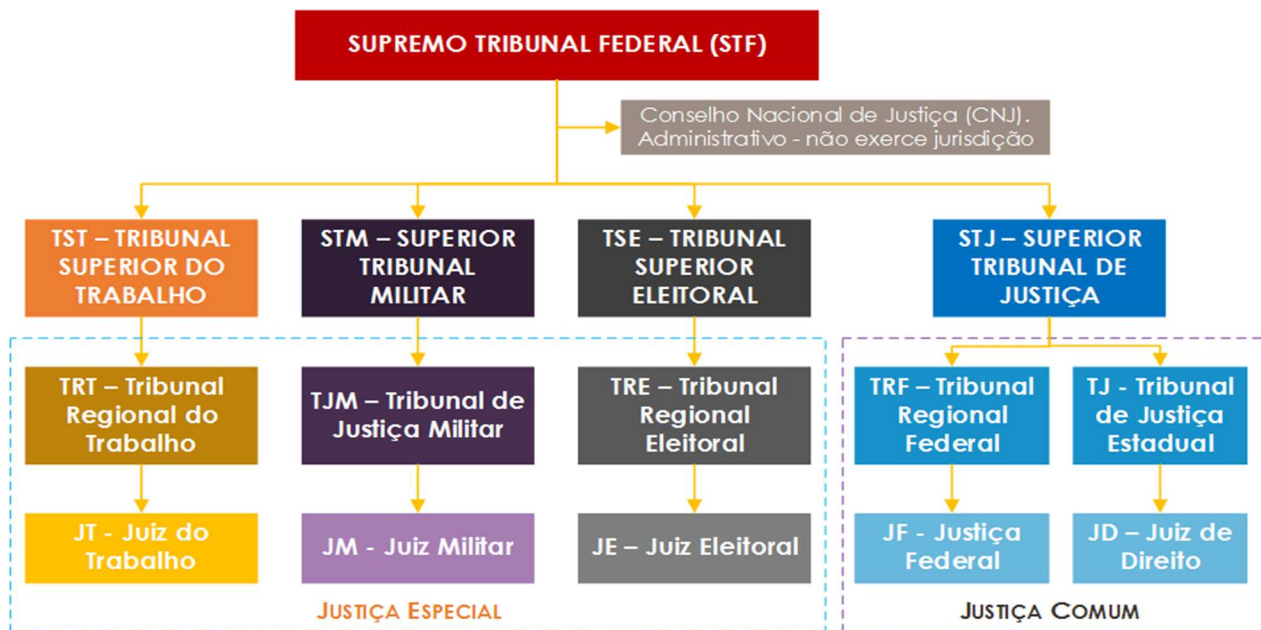 SUPREMO TRIBUNAL FEDERAL (STF)
Conselho Nacional de Justiça (CNJ).
Administrativo - não exerce jurisdição
TST – TRIBUNAL
SUPERIOR DO
TRABALHO
STM – SUPERIOR
TRIBUNAL
MILITAR
TSE – TRIBUNAL
SUPERIOR
ELEITORAL
STJ – SUPERIOR
TRIBUNAL DE
JUSTIÇA
TRT – Tribunal
Regional do
Trabalho
TJM – Tribunal de
Justiça Militar
TRE – Tribunal
Regional
Eleitoral
TRF – Tribunal
Regional
Federal
TJ - Tribunal
de Justiça
Estadual
JT - Juiz do
Trabalho
JM - Juiz Militar
JE – Juiz Eleitoral
JF - Justiça
Federal
JD – Juiz de
Direito
JUSTIÇA ESPECIAL
JUSTIÇA COMUM